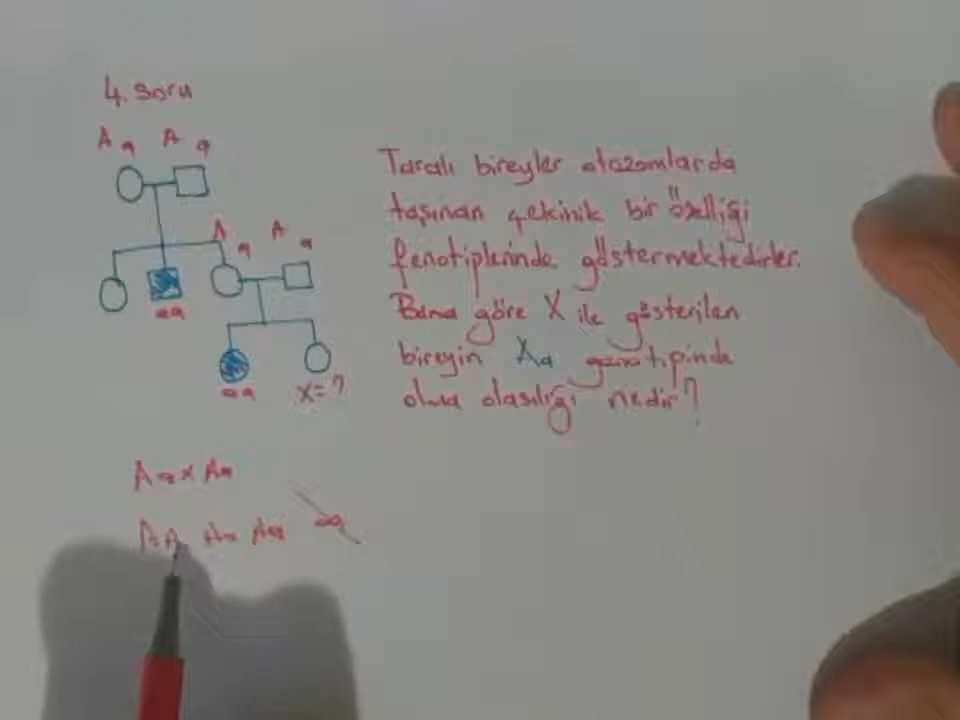 4. Soru
A a A a
Taralı bireyler otozomlarda
taşınan çekinik bir özelliği
A a A a
fenotiplerinde göstermektedirler.
aa
Buna göre X ile gösterilen
bireyin Aa genotipinde
aa X=?
olma olasılığı nedir?
Aa x Aa
AA Aa Aa aa